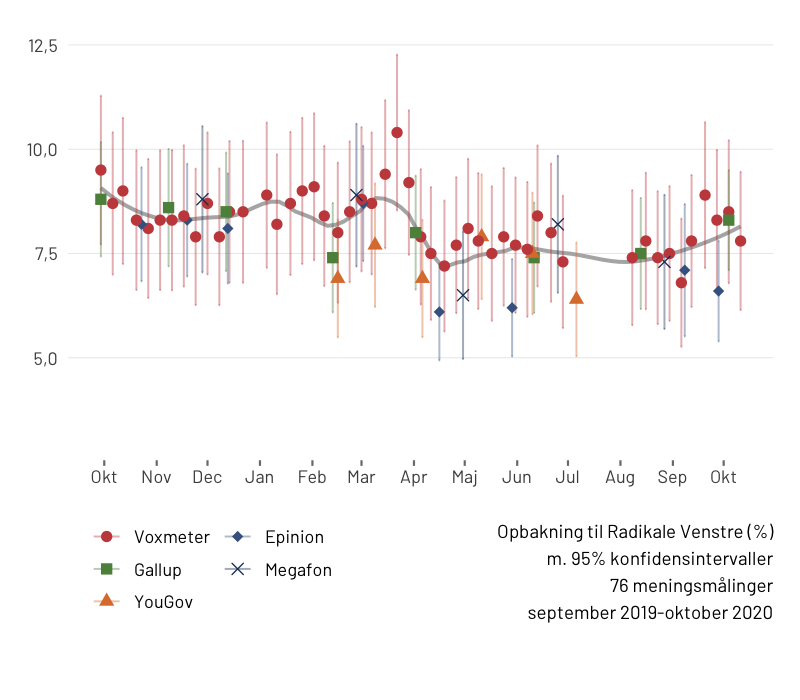 12,5
10,0
7,5
5,0
Okt Nov Dec Jan Feb Mar Apr Maj Jun Jul Aug Sep Okt
Voxmeter Epinion
Gallup Megafon
YouGov
Opbakning til Radikale Venstre (%)
m. 95% konfidensintervaller
76 meningsmålinger
september 2019-oktober 2020